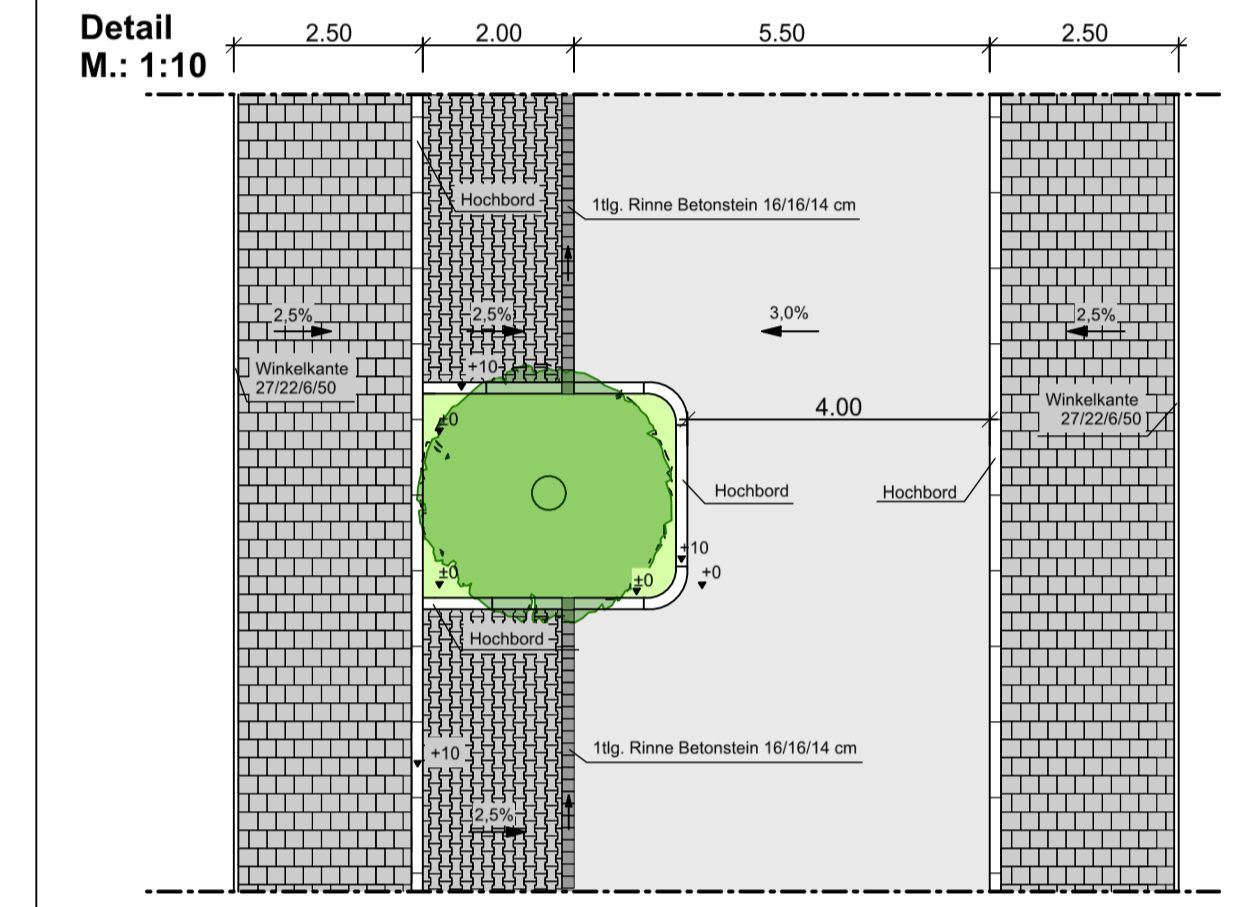 Detail
M.: 1:10
2.50
2.00
5.50
2.50
Hochbord
1tlg. Rinne Betonstein 16/16/14 cm
2,5%
2,5%
3,0%
2,5%
Winkelkante
27/22/6/50
+10
Winkelkante
27/22/6/50
4.00
±0
Hochbord
Hochbord
+10
±0
±0
+0
Hochbord
+10
1tlg. Rinne Betonstein 16/16/14 cm
2,5%